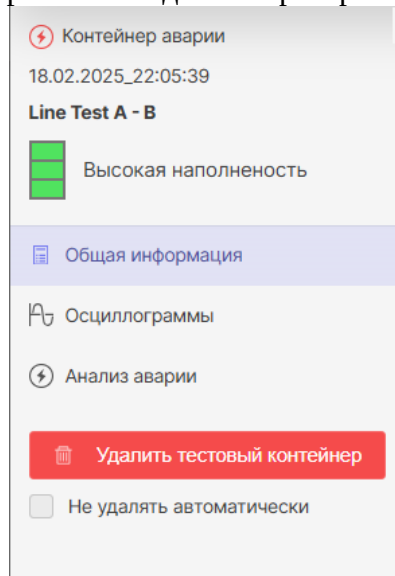 Контейнер аварии
18.02.2025_22:05:39
Line Test A - B
Высокая наполненость
Общая информация
Осциллограммы
Анализ аварии
Удалить тестовый контейнер
Не удалять автоматически